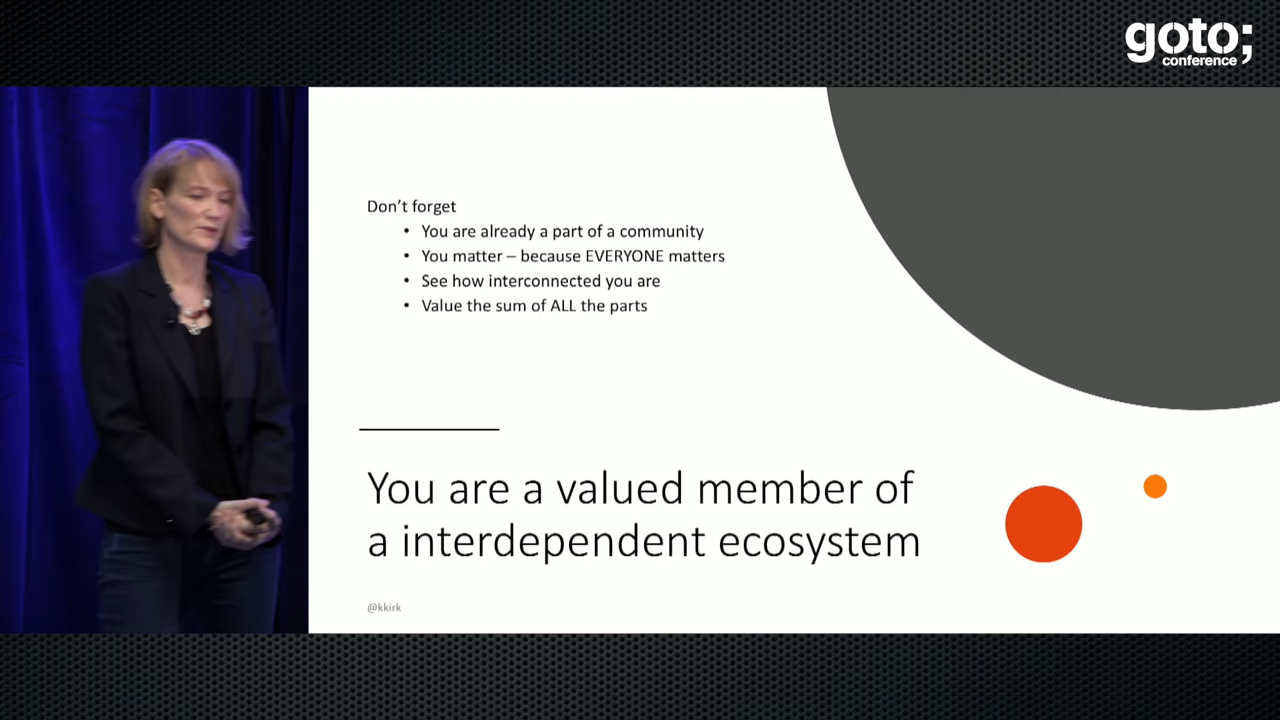 goto;
conference
Don’t forget
• You are already a part of a community
• You matter – because EVERYONE matters
• See how interconnected you are
• Value the sum of ALL the parts
You are a valued member of
a interdependent ecosystem
@kkirk